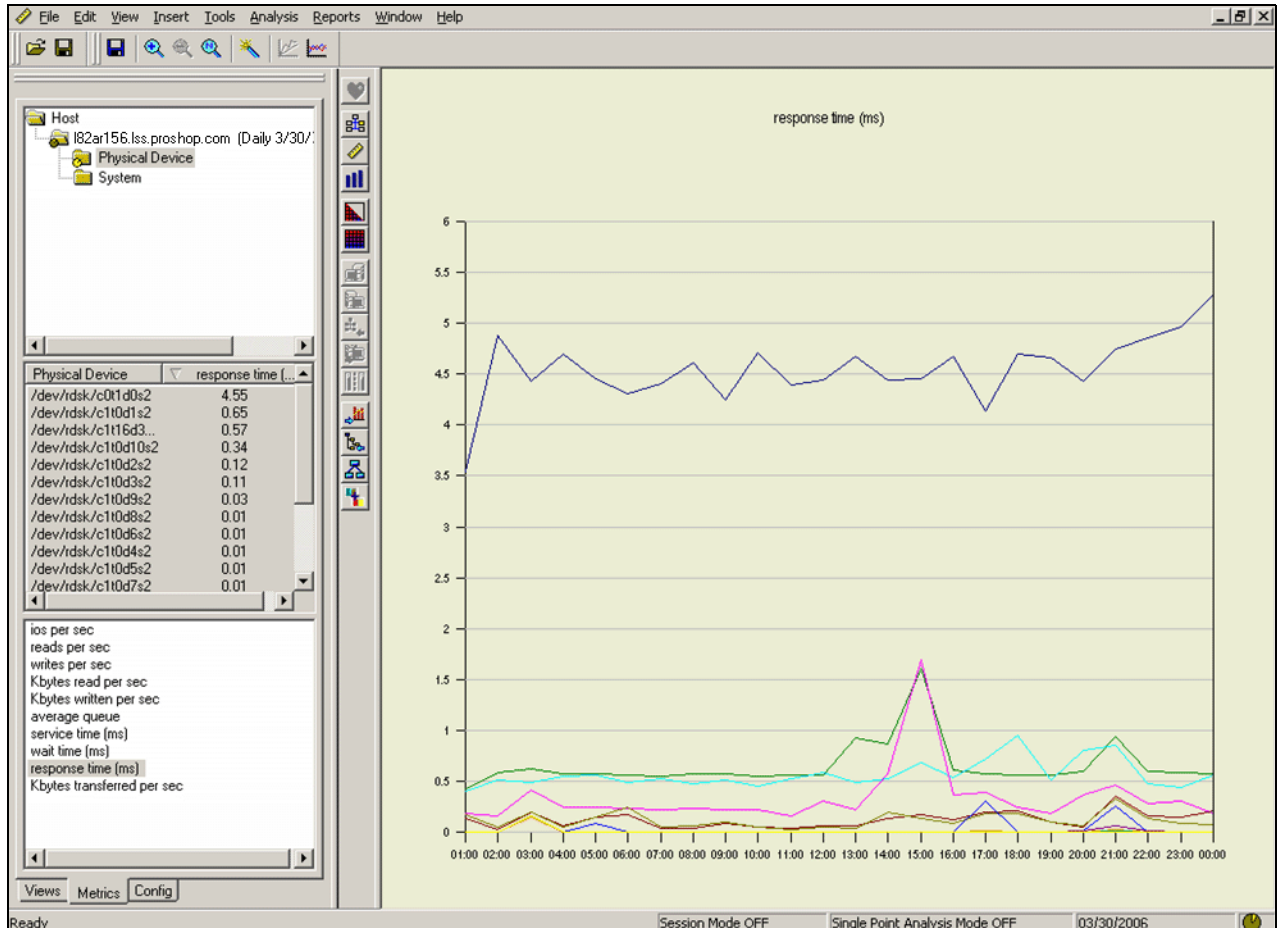 File Edit View Insert Tools Analysis Reports Window Help
Host
l82ar156.lss.proshop.com (Daily 3/30/
Physical Device
System
Physical Device response time (...
/dev/rdsk/c0t1d0s2 4.55
/dev/rdsk/c1t0d1s2 0.65
/dev/rdsk/c1t16d3... 0.57
/dev/rdsk/c1t0d10s2 0.34
/dev/rdsk/c1t0d2s2 0.12
/dev/rdsk/c1t0d3s2 0.11
/dev/rdsk/c1t0d9s2 0.03
/dev/rdsk/c1t0d8s2 0.01
/dev/rdsk/c1t0d6s2 0.01
/dev/rdsk/c1t0d4s2 0.01
/dev/rdsk/c1t0d5s2 0.01
/dev/rdsk/c1t0d7s2 0.01
ios per sec
reads per sec
writes per sec
Kbytes read per sec
Kbytes written per sec
average queue
service time (ms)
wait time (ms)
response time (ms)
Kbytes transferred per sec
Views Metrics Config
response time (ms)
6
5.5
5
4.5
4
3.5
3
2.5
2
1.5
1
0.5
0
01:00 02:00 03:00 04:00 05:00 06:00 07:00 08:00 09:00 10:00 11:00 12:00 13:00 14:00 15:00 16:00 17:00 18:00 19:00 20:00 21:00 22:00 23:00 00:00
Ready Session Mode OFF Single Point Analysis Mode OFF 03/30/2006